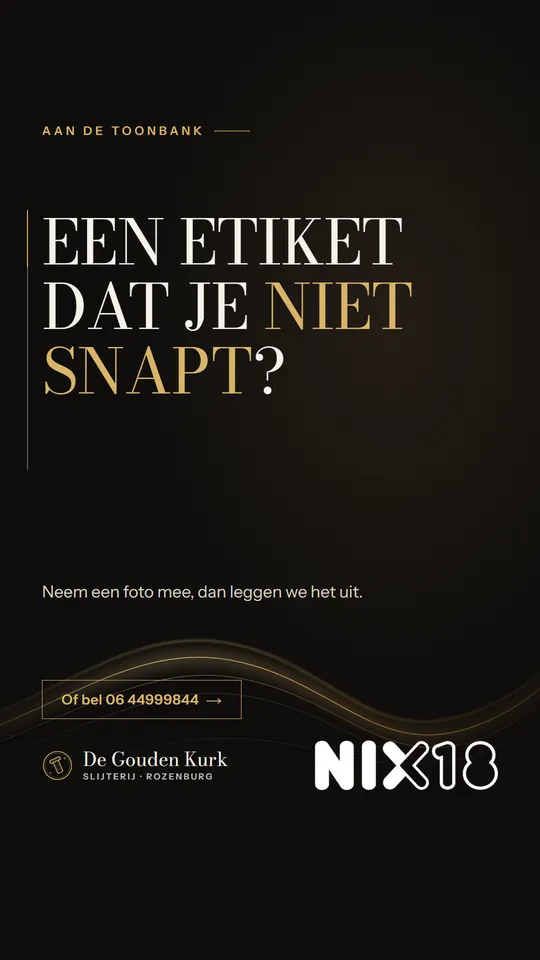 AAN DE TOONBANK
EEN ETIKET
DAT JE NIET
SNAPT?
Neem een foto mee, dan leggen we het uit.
Of bel 06 44999844 →
De Gouden Kurk
SLIJTERIJ · ROZENBURG
NIX18